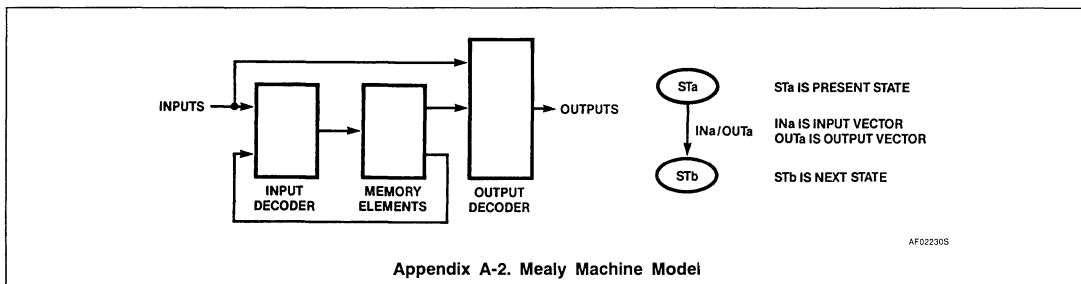 INPUTS
INPUT
DECODER
MEMORY
ELEMENTS
OUTPUT
DECODER
OUTPUTS
STa
INa/OUTa
STb
STa IS PRESENT STATE
INa IS INPUT VECTOR
OUTa IS OUTPUT VECTOR
STb IS NEXT STATE
AF02230S
Appendix A-2. Mealy Machine Model